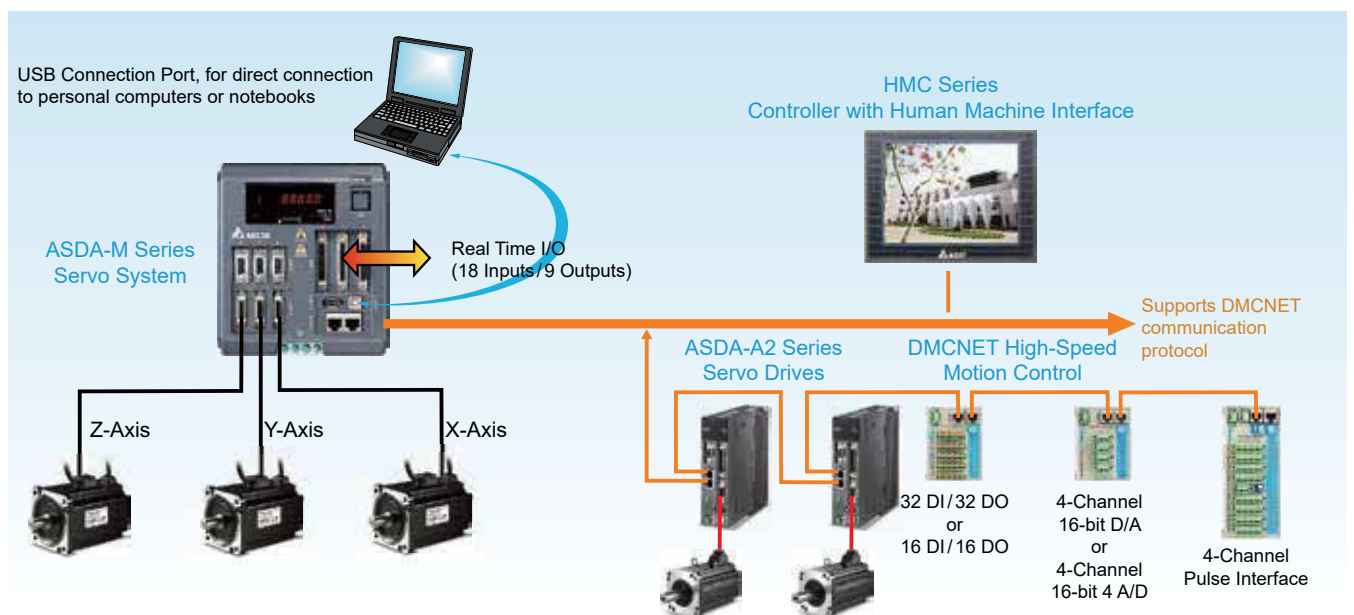 USB Connection Port, for direct connection
to personal computers or notebooks
HMC Series
Controller with Human Machine Interface
ASDA-M Series
Servo System
Real Time I/O
(18 Inputs/9 Outputs)
Supports DMCNET
communication
protocol
ASDA-A2 Series
Servo Drives
DMCNET High-Speed
Motion Control
Z-Axis
Y-Axis
X-Axis
32 DI/32 DO
or
16 DI/16 DO
4-Channel
16-bit D/A
or
4-Channel
16-bit 4 A/D
4-Channel
Pulse Interface